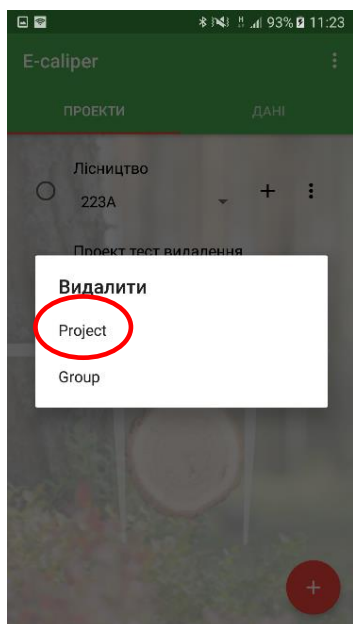 93% 11:23
E-caliper
ПРОЕКТИ ДАНІ
Лісництво
223А
Проект тест видалення
Видалити
Project
Group